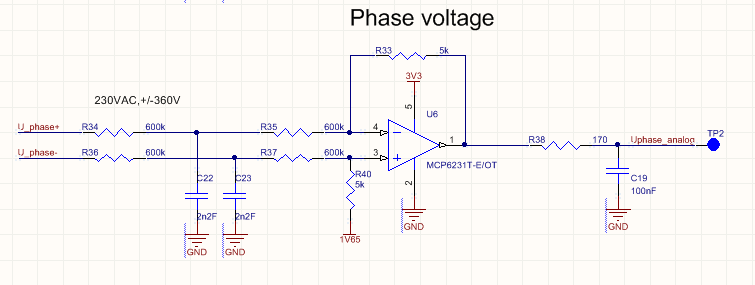 Phase voltage
R33 5k
3V3
230VAC,+/-360V
5 U6
U_phase+ R34 600k R35 600k 4
1 R38 170 Uphase_analog TP2
U_phase- R36 600k R37 600k 3
MCP6231T-E/OT
C22 C23 R40 2 C19
5k
100nF
2n2F 2n2F
GND GND
1V65 GND GND